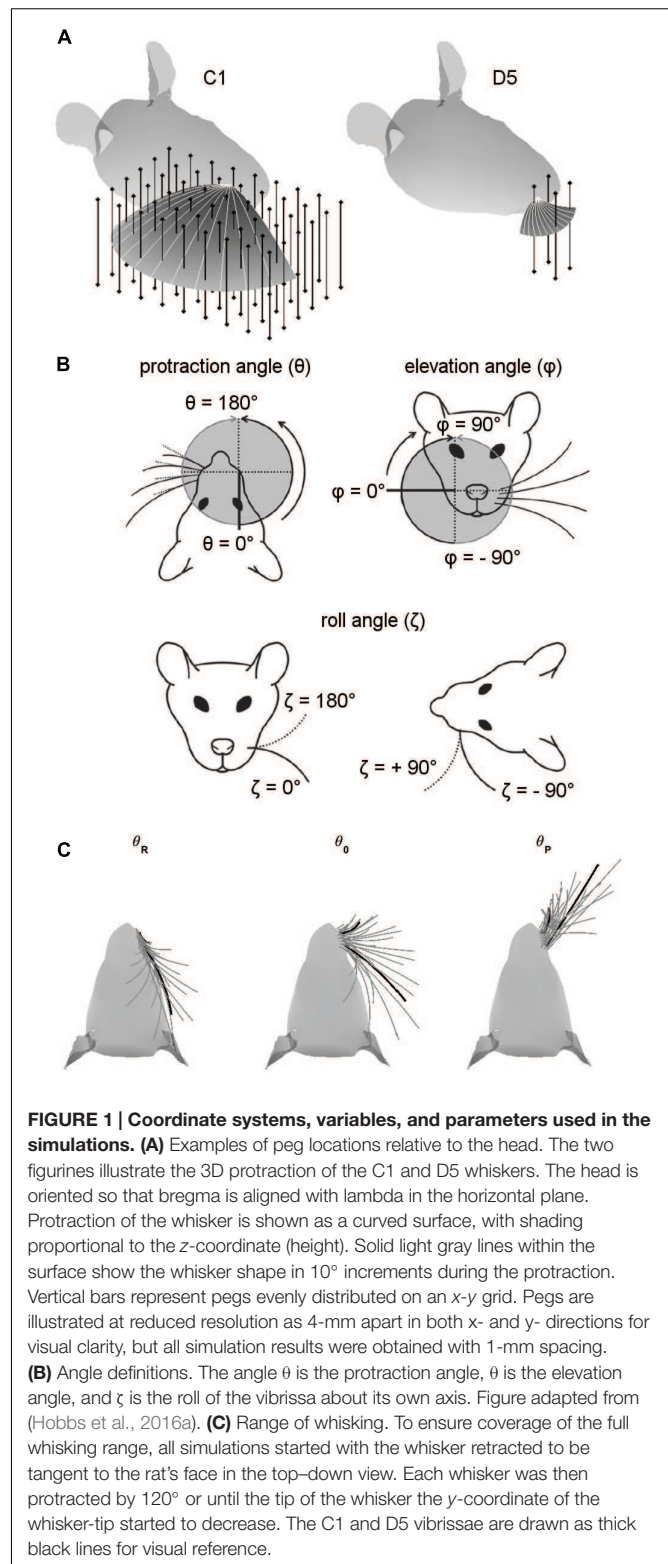 A
C1
D5
B
protraction angle (θ)
elevation angle (φ)
θ = 180°
φ = 90°
φ = 0°
θ = 0°
φ = - 90°
roll angle (ζ)
ζ = 180°
ζ = 0°
ζ = + 90°
ζ = - 90°
C
θR
θ0
θP
FIGURE 1 | Coordinate systems, variables, and parameters used in the
simulations. (A) Examples of peg locations relative to the head. The two
figurines illustrate the 3D protraction of the C1 and D5 whiskers. The head is
oriented so that bregma is aligned with lambda in the horizontal plane.
Protraction of the whisker is shown as a curved surface, with shading
proportional to the z-coordinate (height). Solid light gray lines within the
surface show the whisker shape in 10° increments during the protraction.
Vertical bars represent pegs evenly distributed on an x-y grid. Pegs are
illustrated at reduced resolution as 4-mm apart in both x- and y- directions for
visual clarity, but all simulation results were obtained with 1-mm spacing.
(B) Angle definitions. The angle θ is the protraction angle, θ is the elevation
angle, and ζ is the roll of the vibrissa about its own axis. Figure adapted from
(Hobbs et al., 2016a). (C) Range of whisking. To ensure coverage of the full
whisking range, all simulations started with the whisker retracted to be
tangent to the rat's face in the top–down view. Each whisker was then
protracted by 120° or until the tip of the whisker the y-coordinate of the
whisker-tip started to decrease. The C1 and D5 vibrissae are drawn as thick
black lines for visual reference.